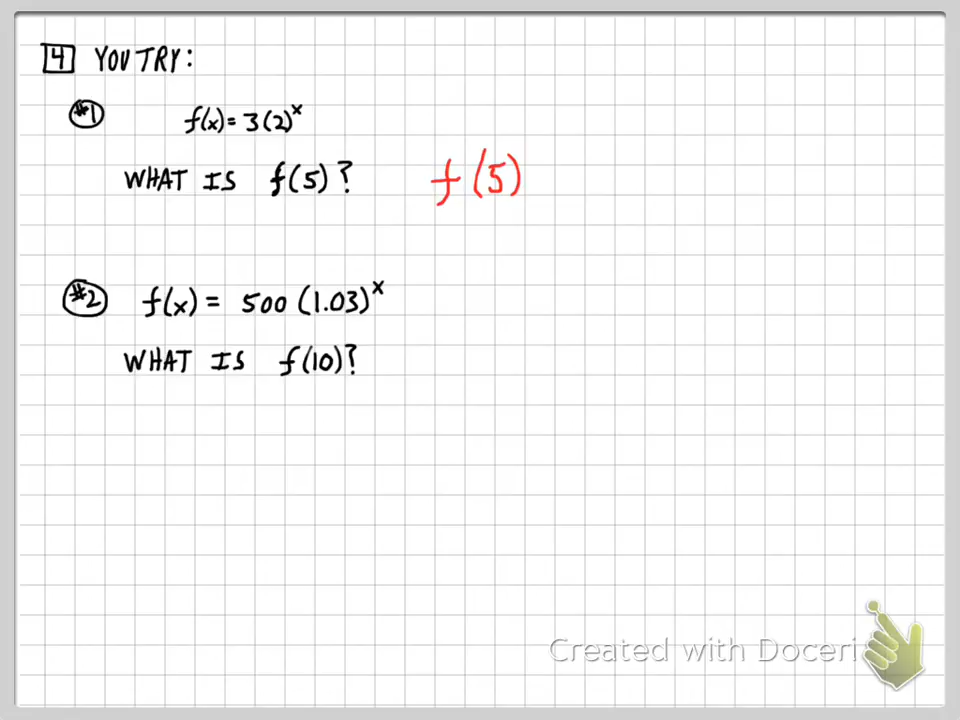 4 YOU TRY:
#1 f(x)= 3(2)^x
WHAT IS f(5)? f(5)
#2 f(x) = 500 (1.03)^x
WHAT IS f(10)?
Created with Doceri